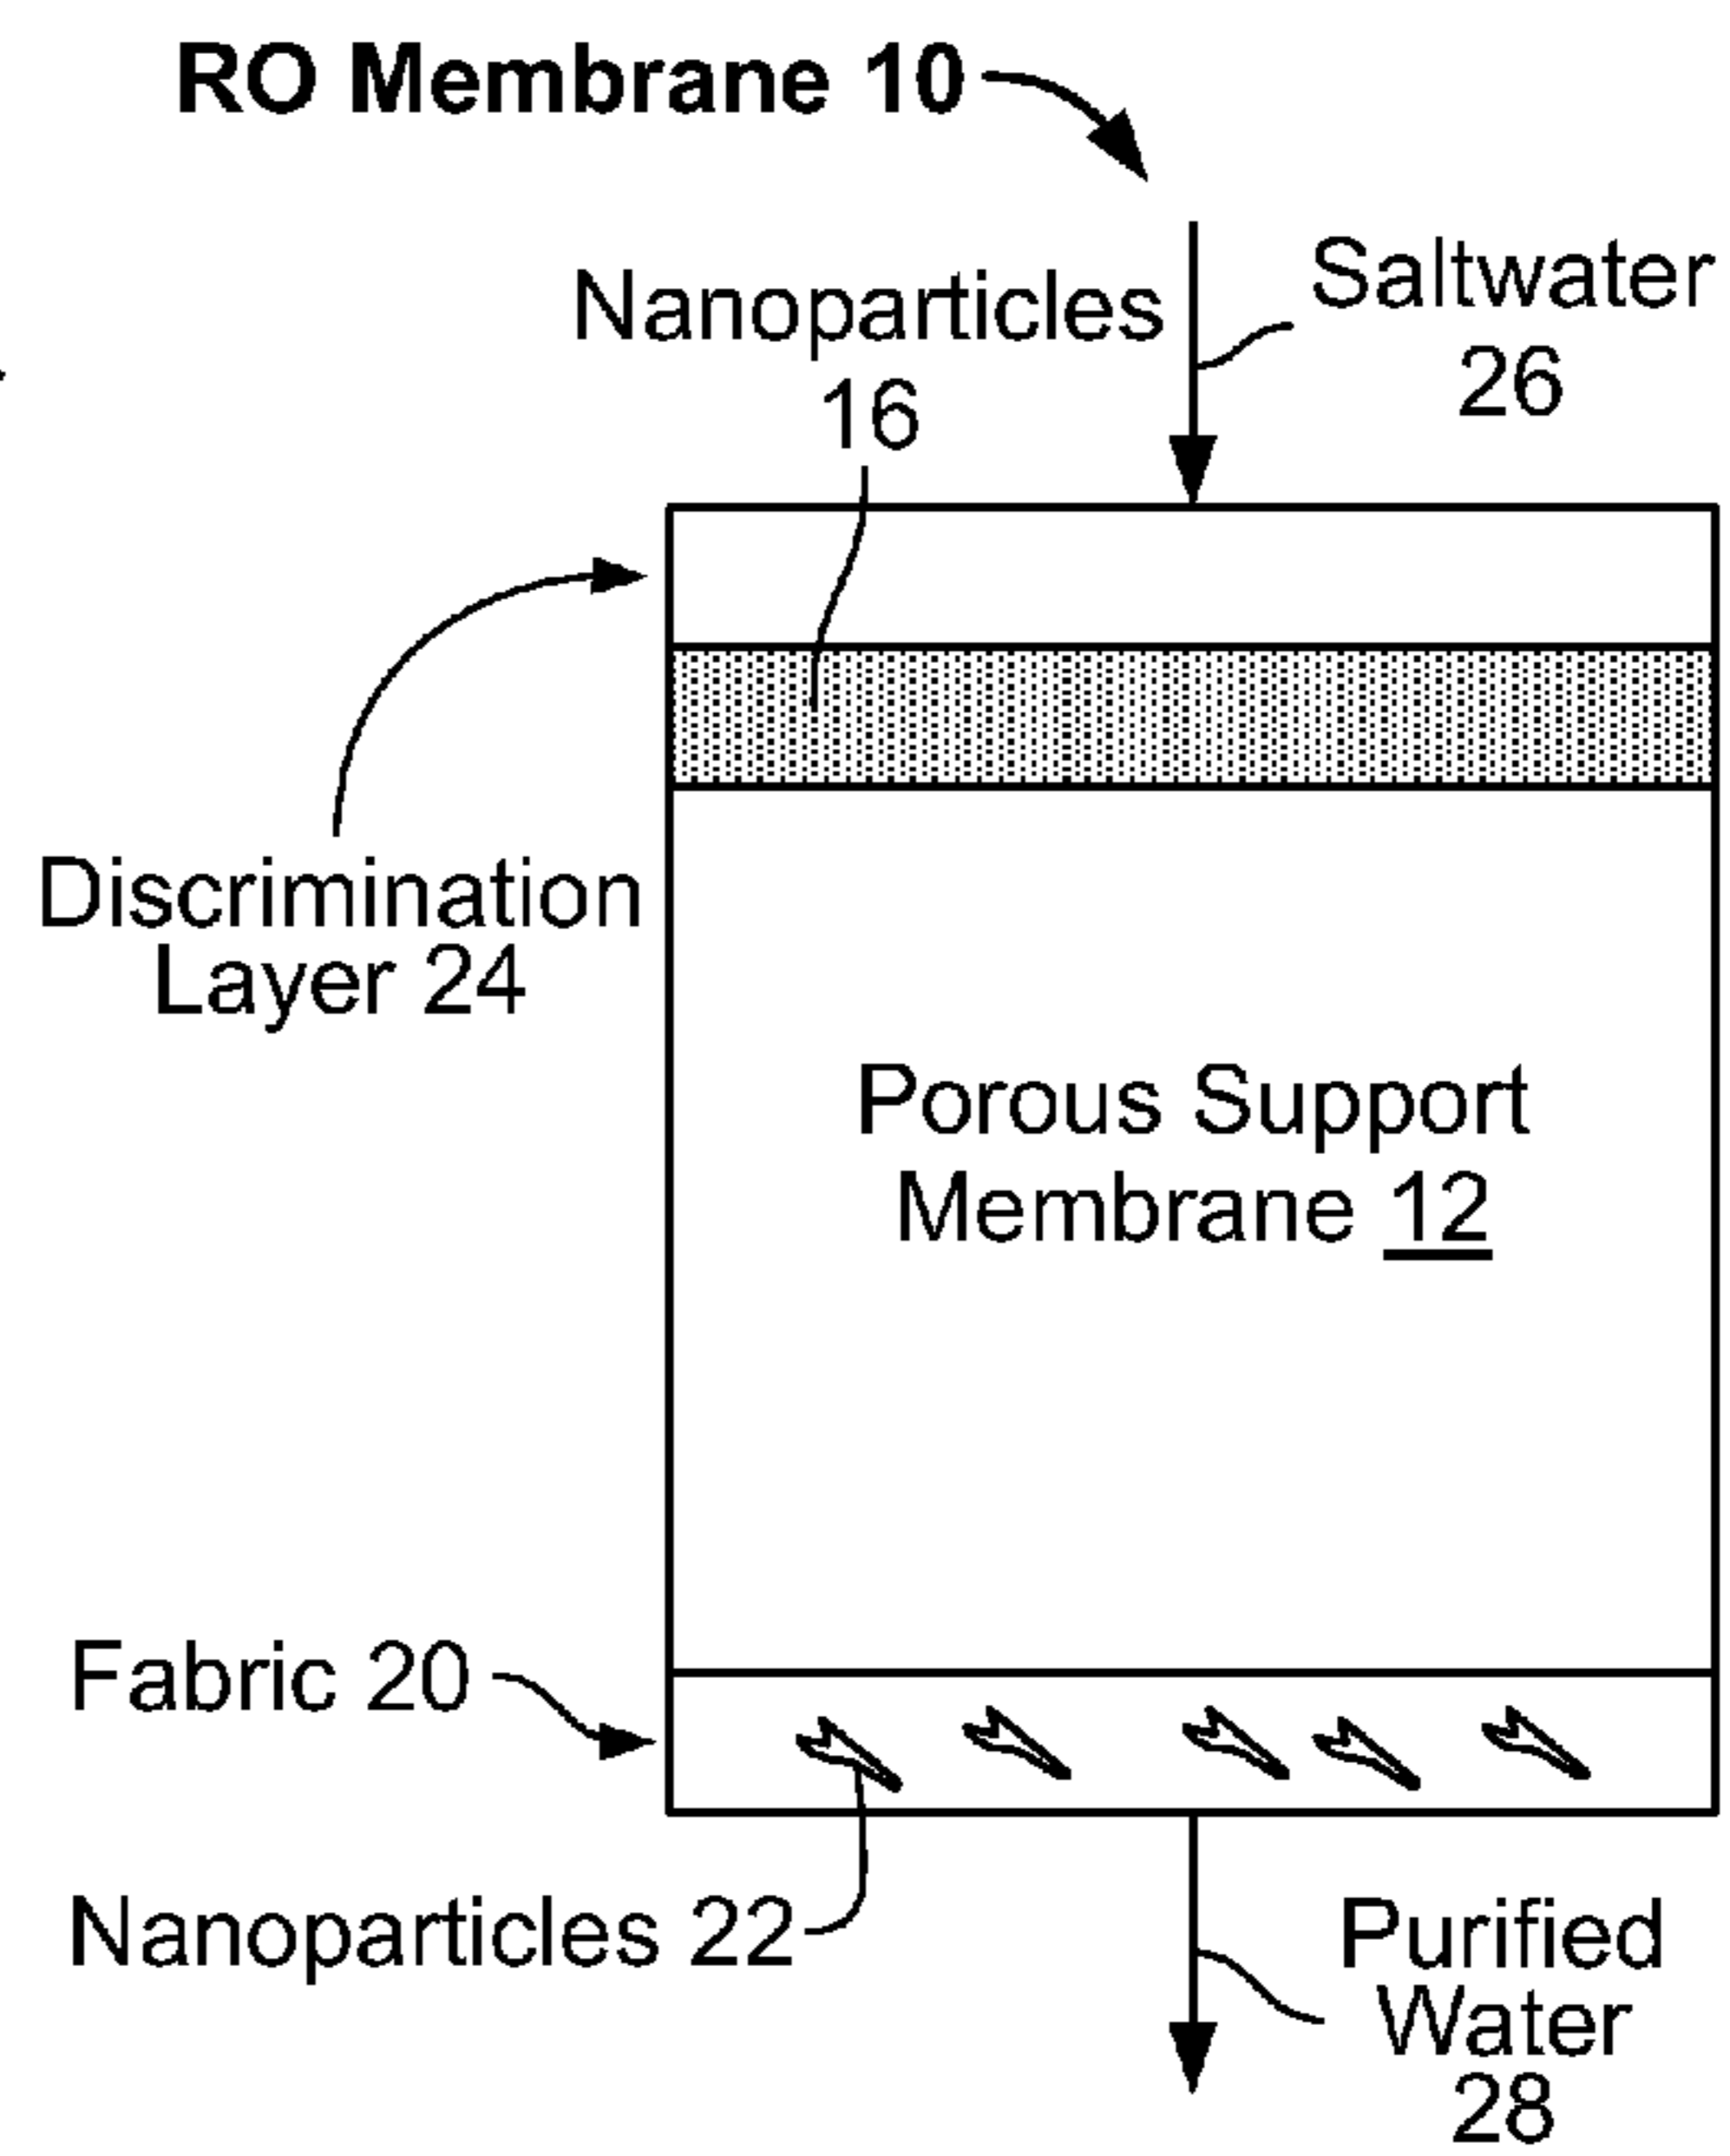 RO Membrane 10
Saltwater
26
Nanoparticles
16
Discrimination
Layer 24
Porous Support
Membrane 12
Fabric 20
Nanoparticles 22
Purified
Water
28